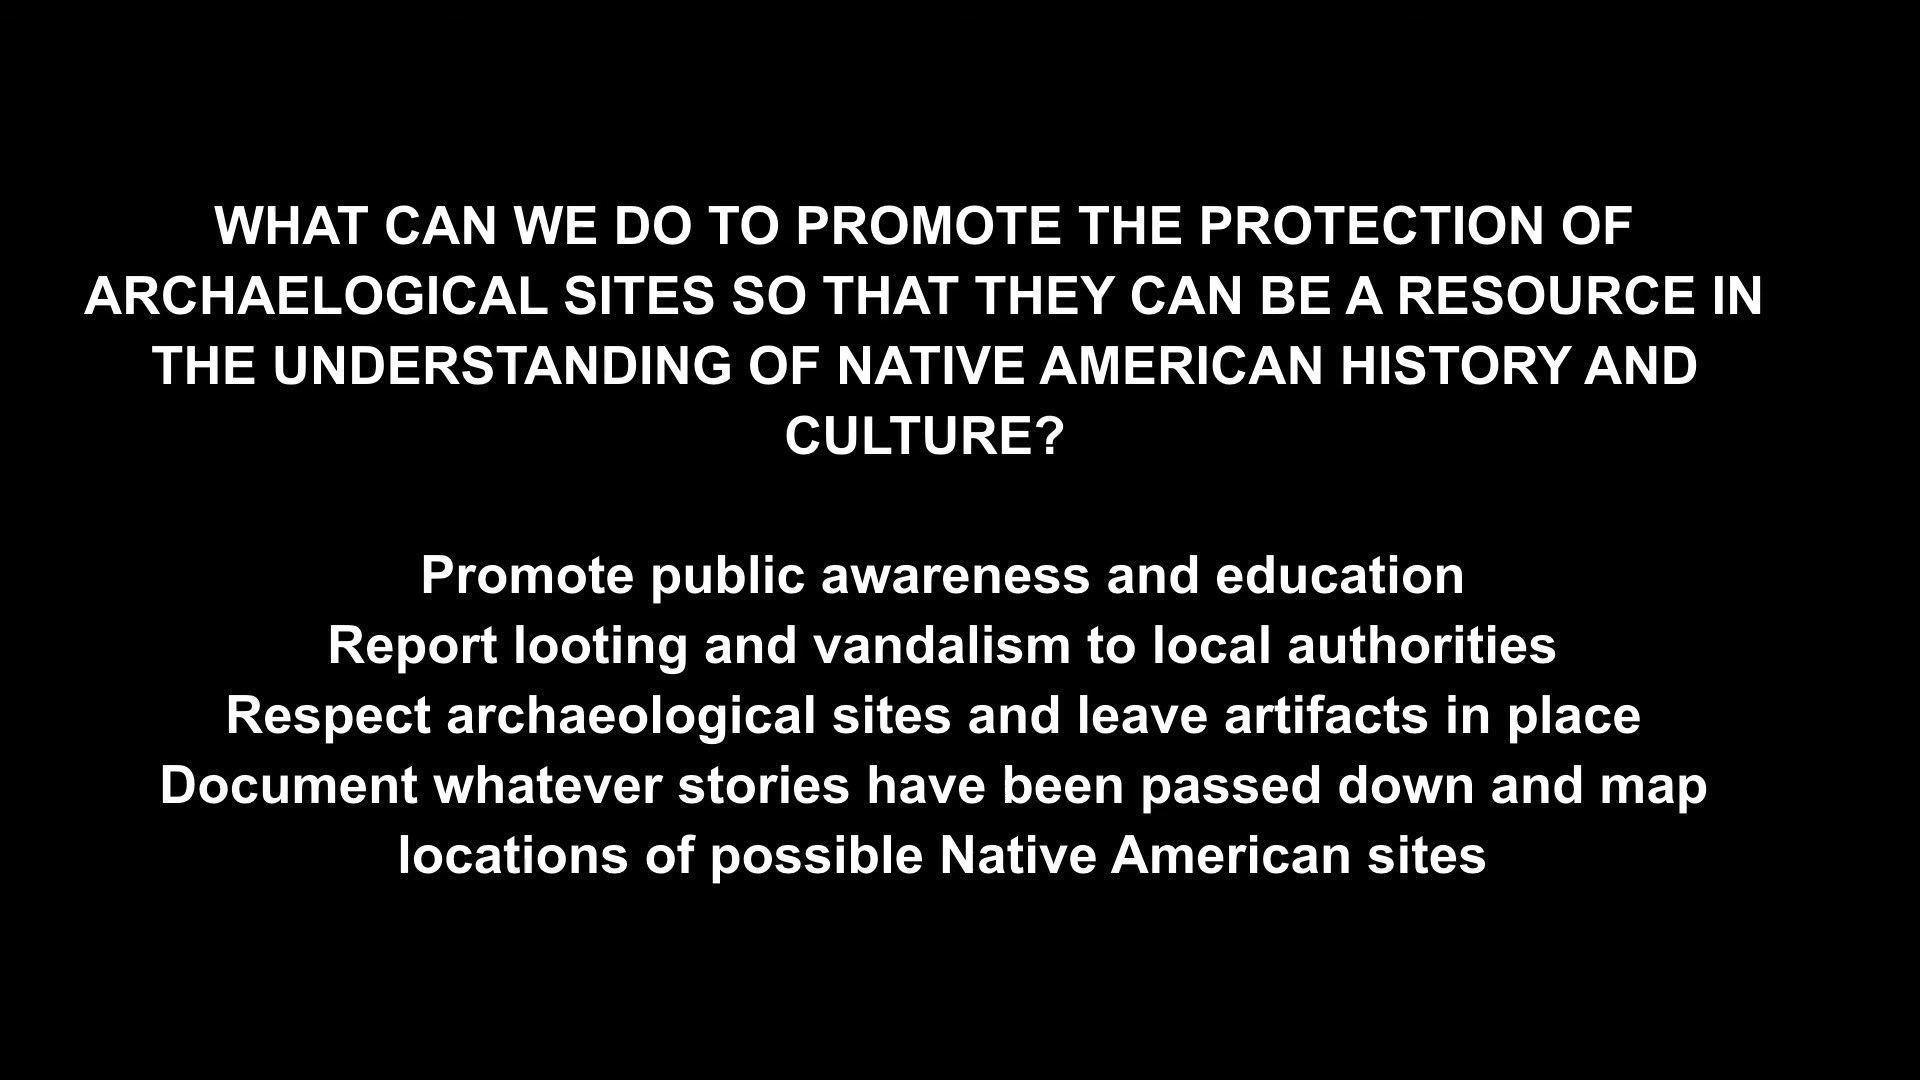 WHAT CAN WE DO TO PROMOTE THE PROTECTION OF
ARCHAELOGICAL SITES SO THAT THEY CAN BE A RESOURCE IN
THE UNDERSTANDING OF NATIVE AMERICAN HISTORY AND
CULTURE?
Promote public awareness and education
Report looting and vandalism to local authorities
Respect archaeological sites and leave artifacts in place
Document whatever stories have been passed down and map
locations of possible Native American sites